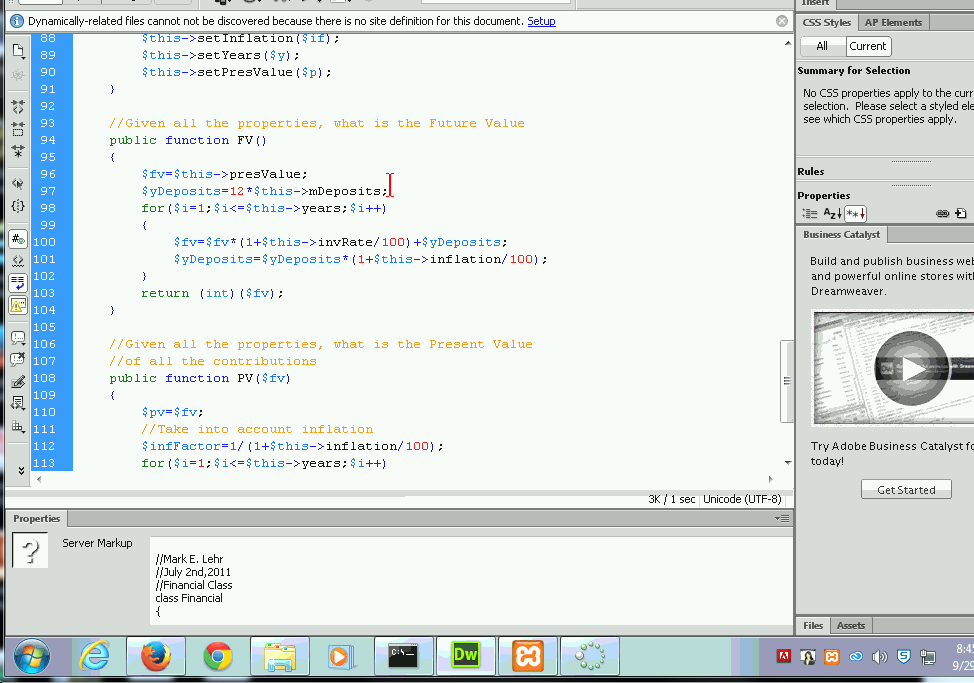 Insert
Dynamically-related files cannot not be discovered because there is no site definition for this document. Setup
CSS Styles AP Elements
All Current
Summary for Selection
No CSS properties apply to the curr
selection. Please select a styled ele
see which CSS properties apply.
Rules
Properties
Business Catalyst
Build and publish business web
and powerful online stores wit
Dreamweaver.
Dw
Try Adobe Business Catalyst fo
today!
Get Started
88 $this->setInflation($if);
89 $this->setYears($y);
90 $this->setPresValue($p);
91 }
92
93 //Given all the properties, what is the Future Value
94 public function FV()
95 {
96 $fv=$this->presValue;
97 $yDeposits=12*$this->mDeposits;
98 for($i=1;$i<=$this->years;$i++)
99 {
100 $fv=$fv*(1+$this->invRate/100)+$yDeposits;
101 $yDeposits=$yDeposits*(1+$this->inflation/100);
102 }
103 return (int)($fv);
104 }
105
106 //Given all the properties, what is the Present Value
107 //of all the contributions
108 public function PV($fv)
109 {
110 $pv=$fv;
111 //Take into account inflation
112 $infFactor=1/(1+$this->inflation/100);
113 for($i=1;$i<=$this->years;$i++)
3K / 1 sec Unicode (UTF-8)
Properties
Server Markup
//Mark E. Lehr
//July 2nd,2011
//Financial Class
class Financial
{
Files Assets
C:\
Dw
8:45
9/29